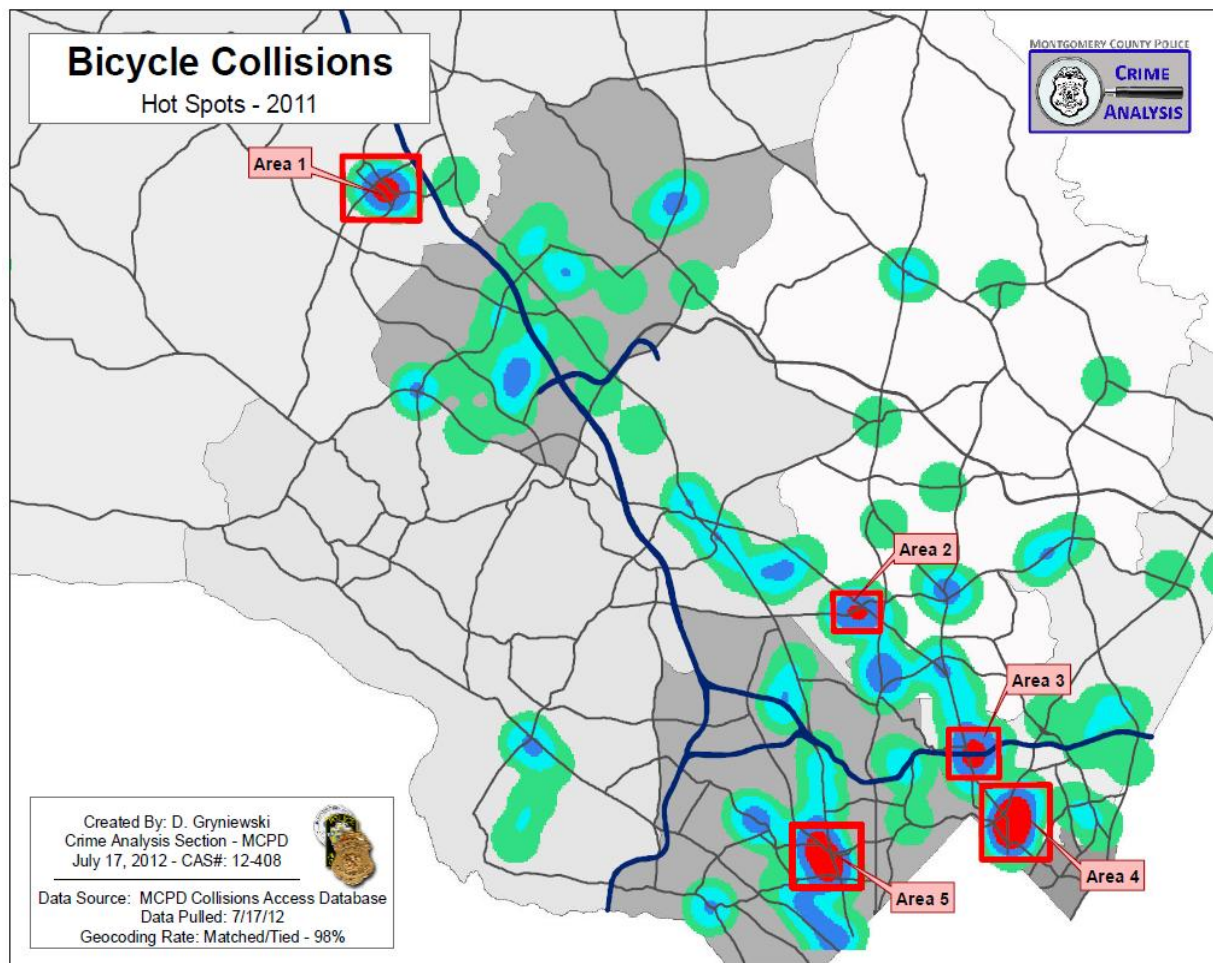 Bicycle Collisions
Hot Spots - 2011
MONTGOMERY COUNTY POLICE
CRIME
ANALYSIS
Area 1
Area 2
Area 3
Area 4
Area 5
Created By: D. Gryniewski
Crime Analysis Section - MCPD
July 17, 2012 - CAS#: 12-408
Data Source: MCPD Collisions Access Database
Data Pulled: 7/17/12
Geocoding Rate: Matched/Tied - 98%